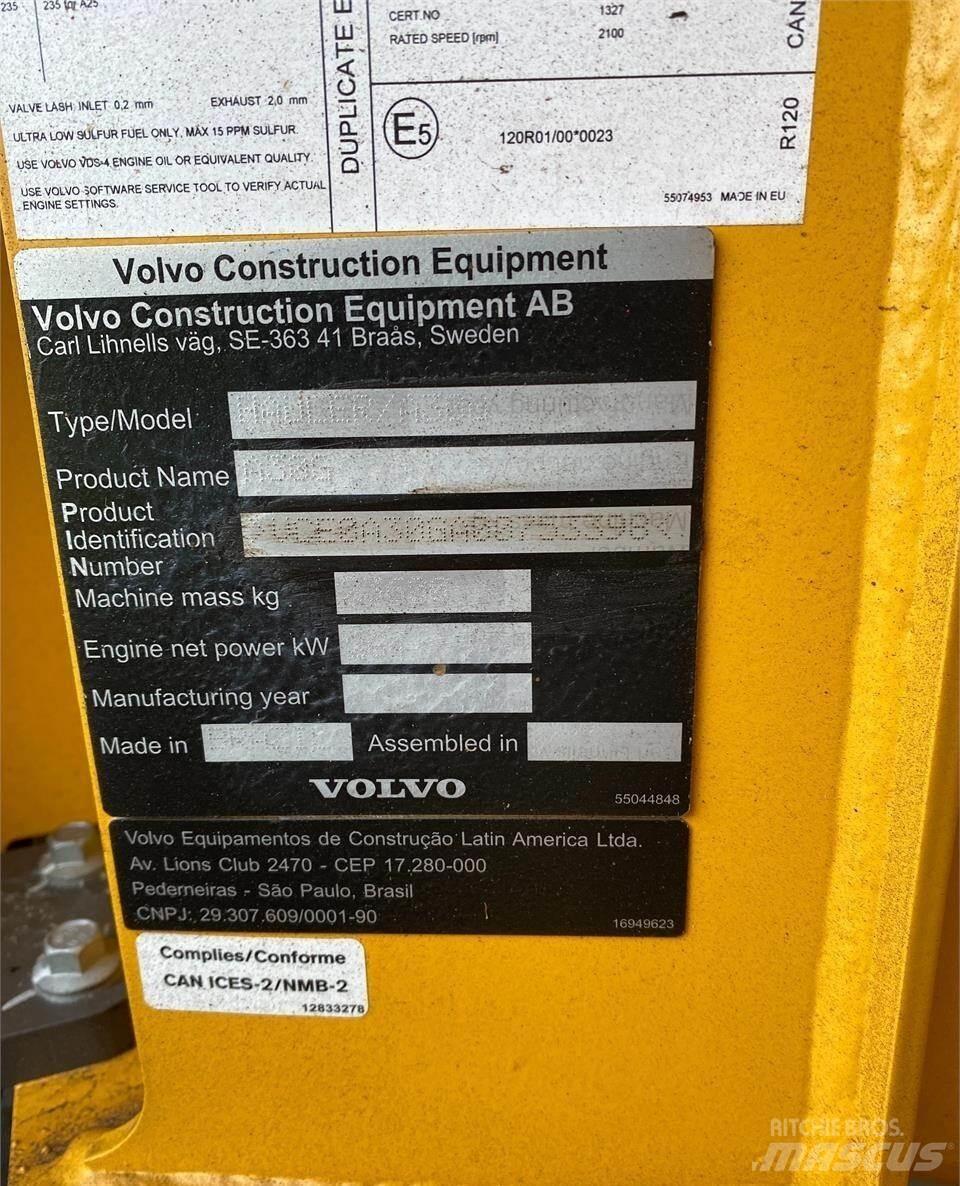 235
235 för A25
VALVE LASH INLET 0,2 mm EXHAUST 2,0 mm
ULTRA LOW SULFUR FUEL ONLY. MAX 15 PPM SULFUR.
USE VOLVO VDS-4 ENGINE OIL OR EQUIVALENT QUALITY.
USE VOLVO SOFTWARE SERVICE TOOL TO VERIFY ACTUAL
ENGINE SETTINGS.
DUPLICATE E
CERT.NO 1327
RATED SPEED [rpm] 2100
E5 120R01/00*0023
55074953 MADE IN EU
CAN
R120
Volvo Construction Equipment
Volvo Construction Equipment AB
Carl Lihnells väg, SE-363 41 Braås, Sweden
Type/Model
Product Name
Product
Identification
Number
Machine mass kg
Engine net power kW
Manufacturing year
Made in Assembled in
VOLVO
55044848
Volvo Equipamentos de Construção Latin America Ltda.
Av. Lions Club 2470 - CEP 17.280-000
Pederneiras - São Paulo, Brasil
CNPJ: 29.307.609/0001-90
16949623
Complies/Conforme
CAN ICES-2/NMB-2
12833278
RITCHIE BROS.
MASCUS